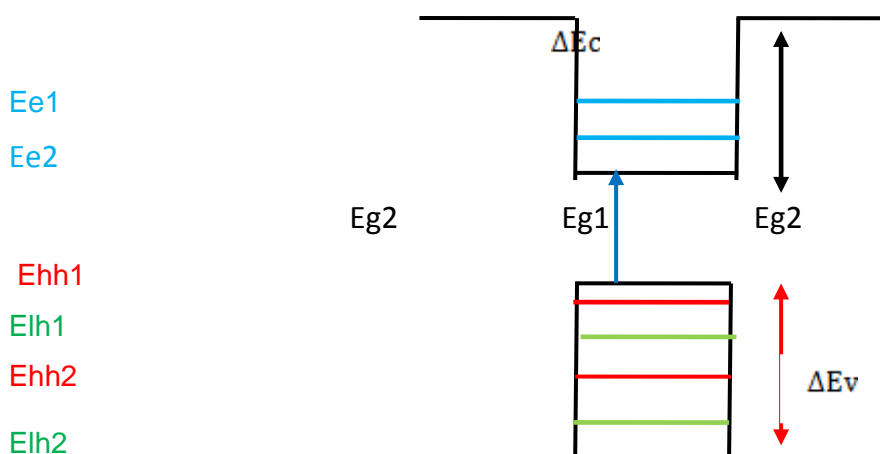 ΔEc
Ee1
Ee2
Eg2 Eg1 Eg2
Ehh1
Elh1
Ehh2
ΔEv
Elh2